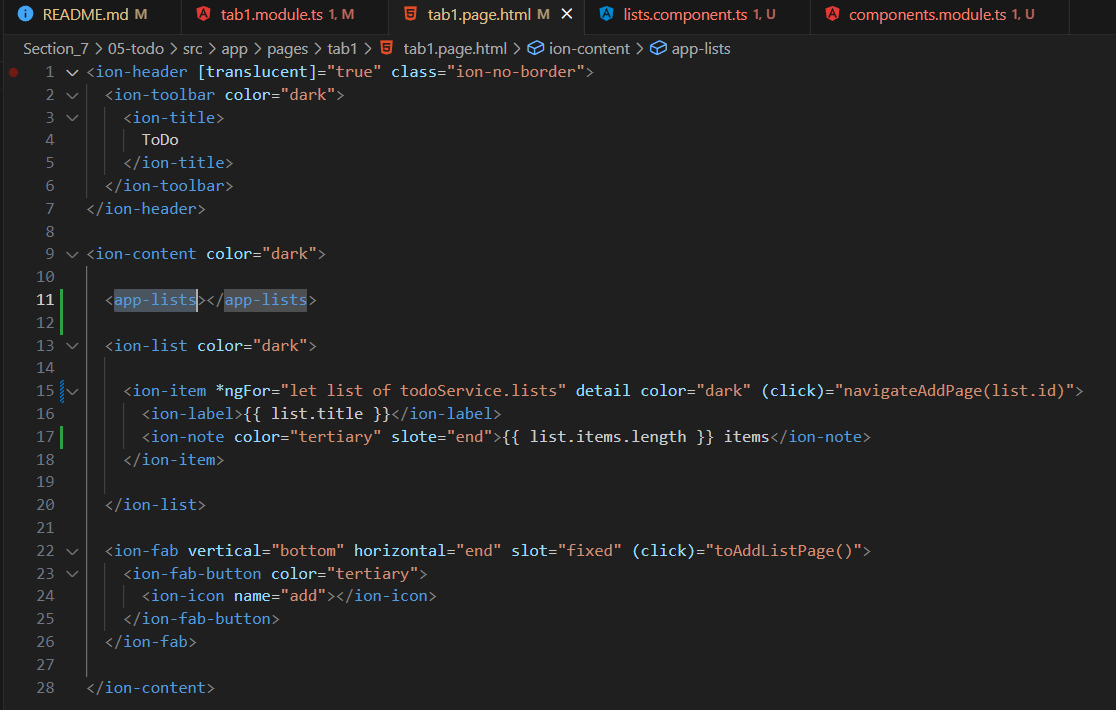 README.md M tab1.module.ts 1, M tab1.page.html M lists.component.ts 1, U components.module.ts 1, U
Section_7 > 05-todo > src > app > pages > tab1 > tab1.page.html > ion-content > app-lists
1 <ion-header [translucent]="true" class="ion-no-border">
2 <ion-toolbar color="dark">
3 <ion-title>
4 ToDo
5 </ion-title>
6 </ion-toolbar>
7 </ion-header>
8
9 <ion-content color="dark">
10
11 <app-lists></app-lists>
12
13 <ion-list color="dark">
14
15 <ion-item *ngFor="let list of todoService.lists" detail color="dark" (click)="navigateAddPage(list.id)">
16 <ion-label>{{ list.title }}</ion-label>
17 <ion-note color="tertiary" slote="end">{{ list.items.length }} items</ion-note>
18 </ion-item>
19
20 </ion-list>
21
22 <ion-fab vertical="bottom" horizontal="end" slot="fixed" (click)="toAddListPage()">
23 <ion-fab-button color="tertiary">
24 <ion-icon name="add"></ion-icon>
25 </ion-fab-button>
26 </ion-fab>
27
28 </ion-content>